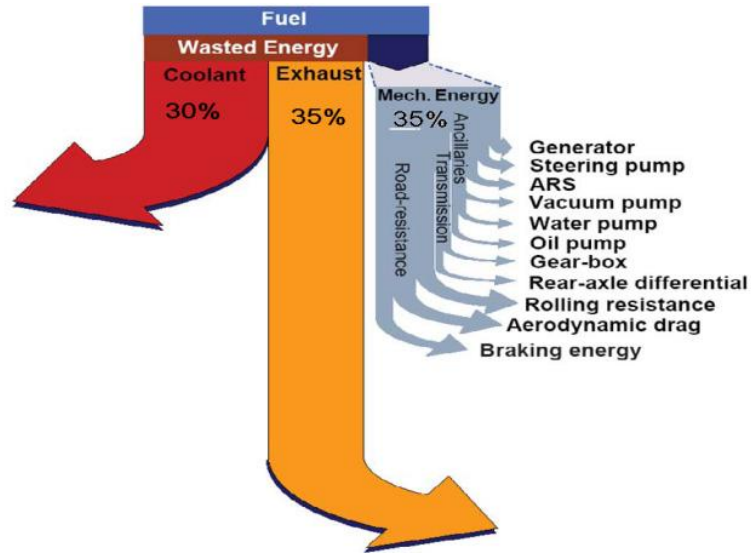 Fuel
Wasted Energy
Coolant
30%
Exhaust
35%
Mech. Energy
35%
Ancillaries
Transmission
Road-resistance
Generator
Steering pump
ARS
Vacuum pump
Water pump
Oil pump
Gear-box
Rear-axle differential
Rolling resistance
Aerodynamic drag
Braking energy